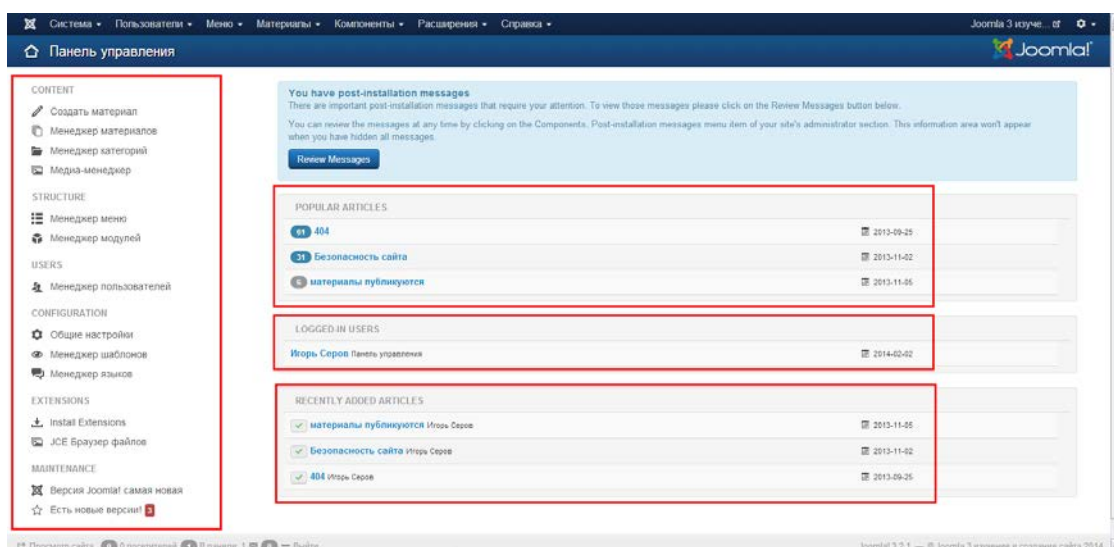 Система Пользователи Меню Материалы Компоненты Расширения Справка Joomla 3 изуче...
Панель управления Joomla!
CONTENT
Создать материал
Менеджер материалов
Менеджер категорий
Медиа-менеджер
STRUCTURE
Менеджер меню
Менеджер модулей
USERS
Менеджер пользователей
CONFIGURATION
Общие настройки
Менеджер шаблонов
Менеджер языков
EXTENSIONS
Install Extensions
JCE Браузер файлов
MAINTENANCE
Версия Joomla! самая новая
Есть новые версии! 3
You have post-installation messages
There are important post-installation messages that require your attention. To view those messages please click on the Review Messages button below.
You can review the messages at any time by clicking on the Components, Post-installation messages menu item of your site's administrator section. This information area won't appear
when you have hidden all messages.
Review Messages
POPULAR ARTICLES
61 404 2013-09-25
31 Безопасность сайта 2013-11-02
6 материалы публикуются 2013-11-05
LOGGED-IN USERS
Игорь Серов Панель управления 2014-02-02
RECENTLY ADDED ARTICLES
материалы публикуются Игорь Серов 2013-11-05
Безопасность сайта Игорь Серов 2013-11-02
404 Игорь Серов 2013-09-25
Просмотр сайта 0 посетителей Выйти